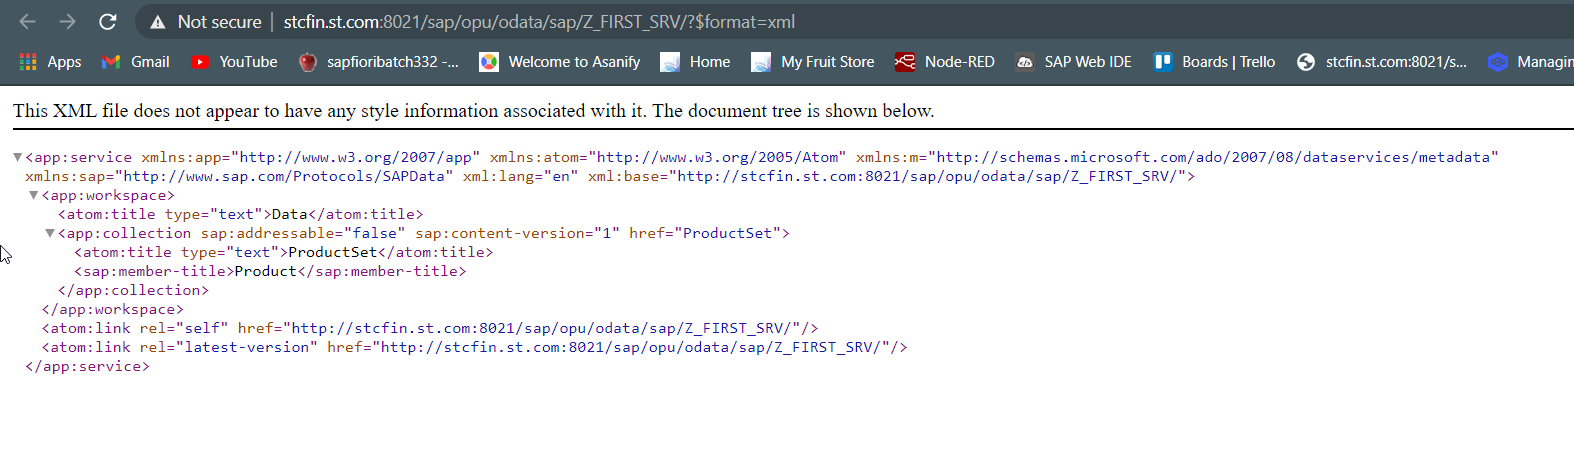 Not secure | stcfin.st.com:8021/sap/opu/odata/sap/Z_FIRST_SRV/?$format=xml
Apps Gmail YouTube sapfioribatch332 -... Welcome to Asanify Home My Fruit Store Node-RED SAP Web IDE Boards | Trello stcfin.st.com:8021/s... Managin
This XML file does not appear to have any style information associated with it. The document tree is shown below.
▼<app:service xmlns:app="http://www.w3.org/2007/app" xmlns:atom="http://www.w3.org/2005/Atom" xmlns:m="http://schemas.microsoft.com/ado/2007/08/dataservices/metadata"
xmlns:sap="http://www.sap.com/Protocols/SAPData" xml:lang="en" xml:base="http://stcfin.st.com:8021/sap/opu/odata/sap/Z_FIRST_SRV/">
▼<app:workspace>
<atom:title type="text">Data</atom:title>
▼<app:collection sap:addressable="false" sap:content-version="1" href="ProductSet">
<atom:title type="text">ProductSet</atom:title>
<sap:member-title>Product</sap:member-title>
</app:collection>
</app:workspace>
<atom:link rel="self" href="http://stcfin.st.com:8021/sap/opu/odata/sap/Z_FIRST_SRV/"/>
<atom:link rel="latest-version" href="http://stcfin.st.com:8021/sap/opu/odata/sap/Z_FIRST_SRV/"/>
</app:service>